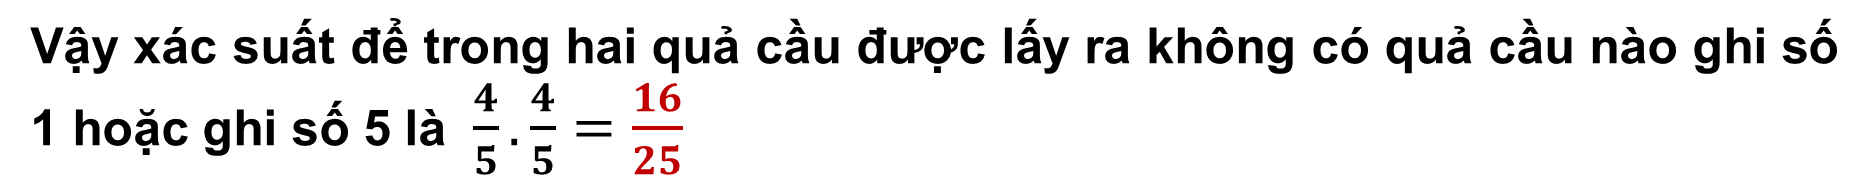 Vậy xác suất để trong hai quả cầu được lấy ra không có quả cầu nào ghi số
1 hoặc ghi số 5 là 4/5 . 4/5 = 16/25